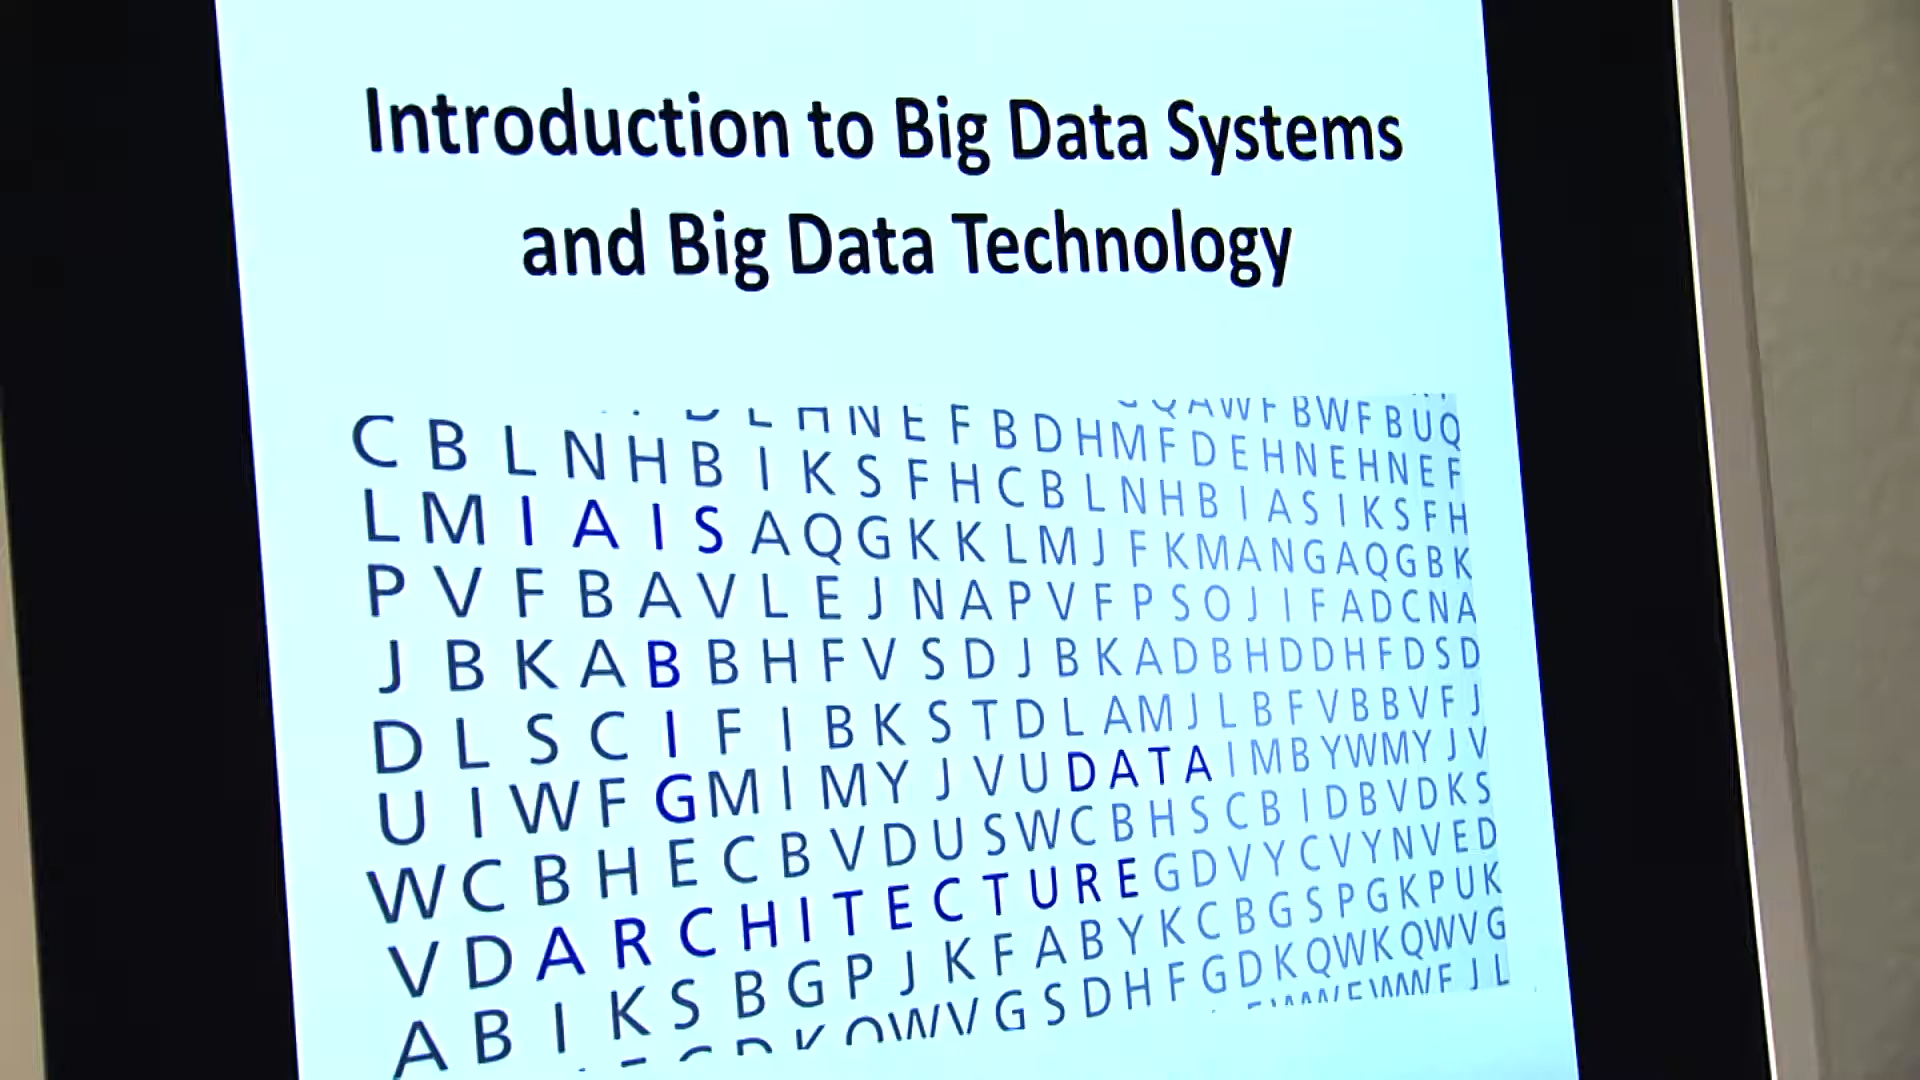 Introduction to Big Data Systems
and Big Data Technology
C B L N H B I K S F H C B L N H B I A S I K S F H
L M I A I S A Q G K K L M J F K M A N G A Q G B K
P V F B A V L E J N A P V F P S O J I F A D C N A
J B K A B B H F V S D J B K A D B H D D H F D S D
D L S C I F I B K S T D L A M J L B F V B B V F J
U I W F G M I M Y J V U D A T A I M B Y W M Y J V
W C B H E C B V D U S W C B H S C B I D B V D K S
V D A R C H I T E C T U R E G D V Y C V Y N V E D
A B I K S B G P J K F A B Y K C B G S P G K P U K